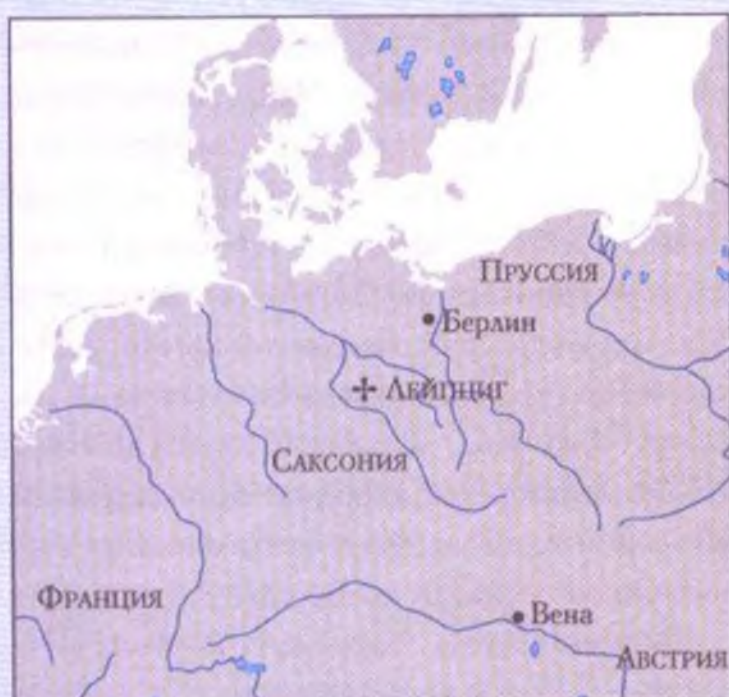 ПРУССИЯ
Берлин
ЛЕЙПЦИГ
САКСОНИЯ
ФРАНЦИЯ
Вена
АВСТРИЯ